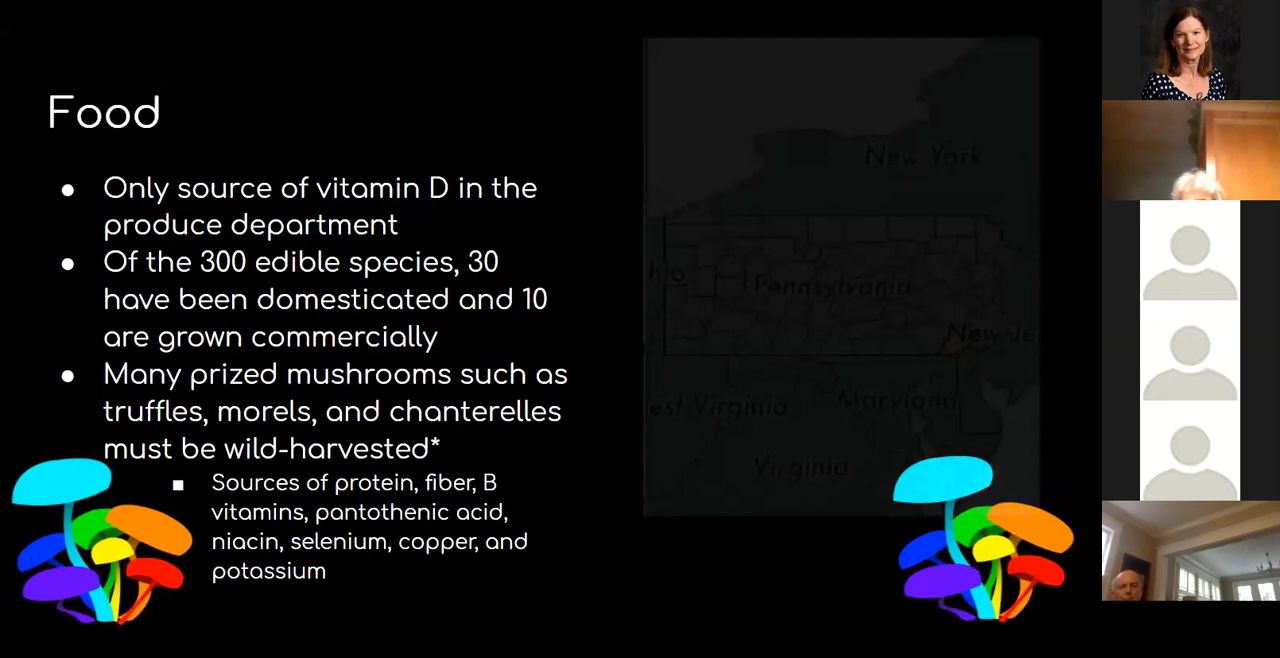 Food
● Only source of vitamin D in the
produce department
● Of the 300 edible species, 30
have been domesticated and 10
are grown commercially
● Many prized mushrooms such as
truffles, morels, and chanterelles
must be wild-harvested*
■ Sources of protein, fiber, B
vitamins, pantothenic acid,
niacin, selenium, copper, and
potassium
New York
hio
Pennsylvania
New Je
est Virginia
Maryland
Virginia